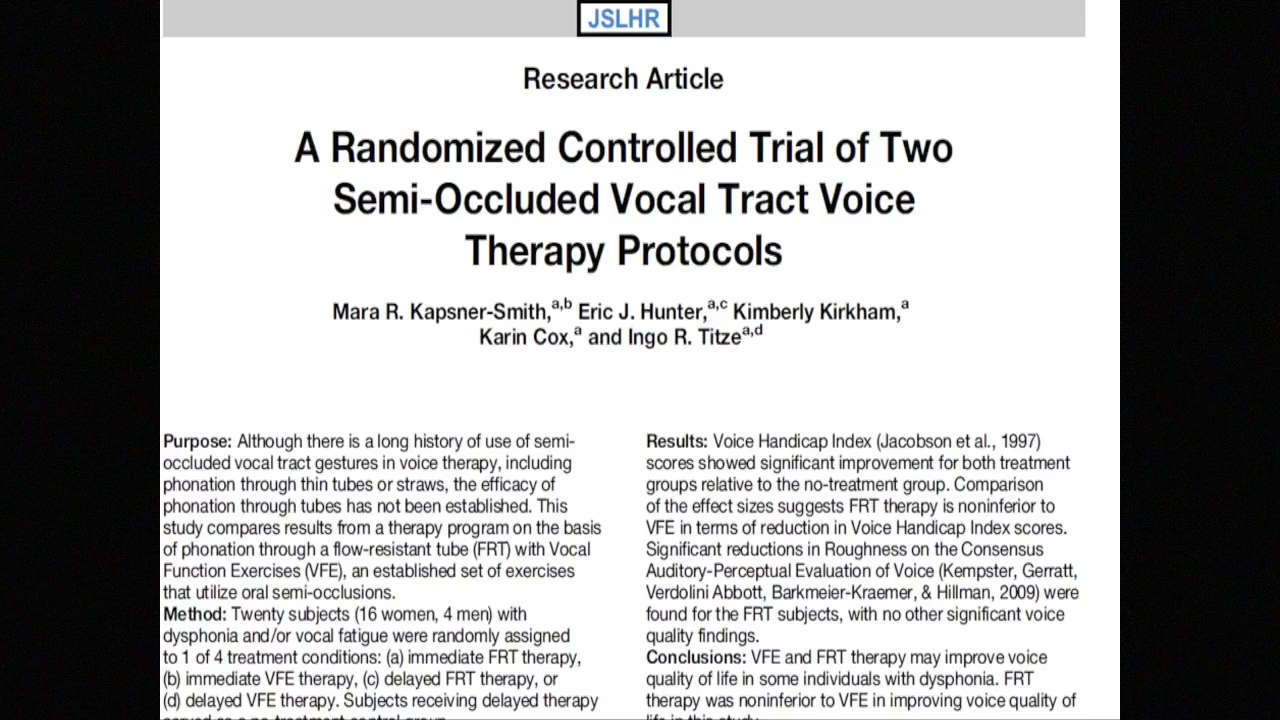 JSLHR
Research Article
A Randomized Controlled Trial of Two
Semi-Occluded Vocal Tract Voice
Therapy Protocols
Mara R. Kapsner-Smith,a,b Eric J. Hunter,a,c Kimberly Kirkham,a
Karin Cox,a and Ingo R. Titzea,d
Purpose: Although there is a long history of use of semi-
occluded vocal tract gestures in voice therapy, including
phonation through thin tubes or straws, the efficacy of
phonation through tubes has not been established. This
study compares results from a therapy program on the basis
of phonation through a flow-resistant tube (FRT) with Vocal
Function Exercises (VFE), an established set of exercises
that utilize oral semi-occlusions.
Method: Twenty subjects (16 women, 4 men) with
dysphonia and/or vocal fatigue were randomly assigned
to 1 of 4 treatment conditions: (a) immediate FRT therapy,
(b) immediate VFE therapy, (c) delayed FRT therapy, or
(d) delayed VFE therapy. Subjects receiving delayed therapy
served as a no-treatment control group.
Results: Voice Handicap Index (Jacobson et al., 1997)
scores showed significant improvement for both treatment
groups relative to the no-treatment group. Comparison
of the effect sizes suggests FRT therapy is noninferior to
VFE in terms of reduction in Voice Handicap Index scores.
Significant reductions in Roughness on the Consensus
Auditory-Perceptual Evaluation of Voice (Kempster, Gerratt,
Verdolini Abbott, Barkmeier-Kraemer, & Hillman, 2009) were
found for the FRT subjects, with no other significant voice
quality findings.
Conclusions: VFE and FRT therapy may improve voice
quality of life in some individuals with dysphonia. FRT
therapy was noninferior to VFE in improving voice quality of
life in this study.